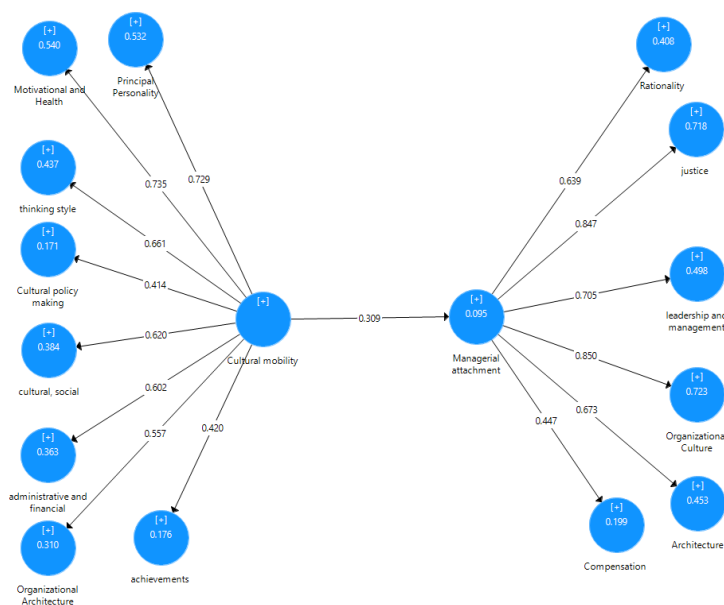 [+]
0.540
Motivational and
Health
[+]
0.532
Principal
Personality
[+]
0.408
Rationality
[+]
0.718
justice
[+]
0.437
thinking style
0.735
0.729
0.639
0.847
[+]
0.171
Cultural policy
making
0.661
0.414
[+]
0.498
leadership and
management
0.705
[+]
Cultural mobility
0.309
[+]
0.095
Managerial
attachment
[+]
0.384
cultural, social
0.620
0.602
0.557
0.420
0.850
0.673
0.447
[+]
0.723
Organizational
Culture
[+]
0.363
administrative and
financial
[+]
0.453
Architecture
[+]
0.199
Compensation
[+]
0.310
Organizational
Architecture
[+]
0.176
achievements